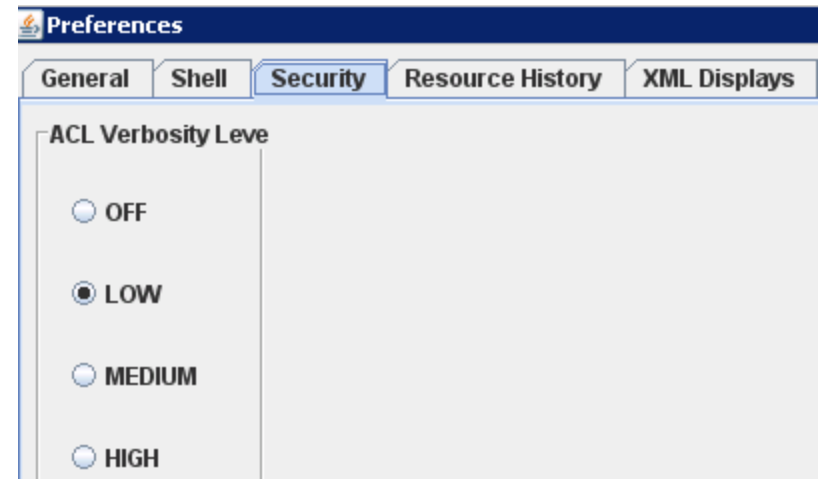 Preferences
General Shell Security Resource History XML Displays
ACL Verbosity Leve
OFF
LOW
MEDIUM
HIGH